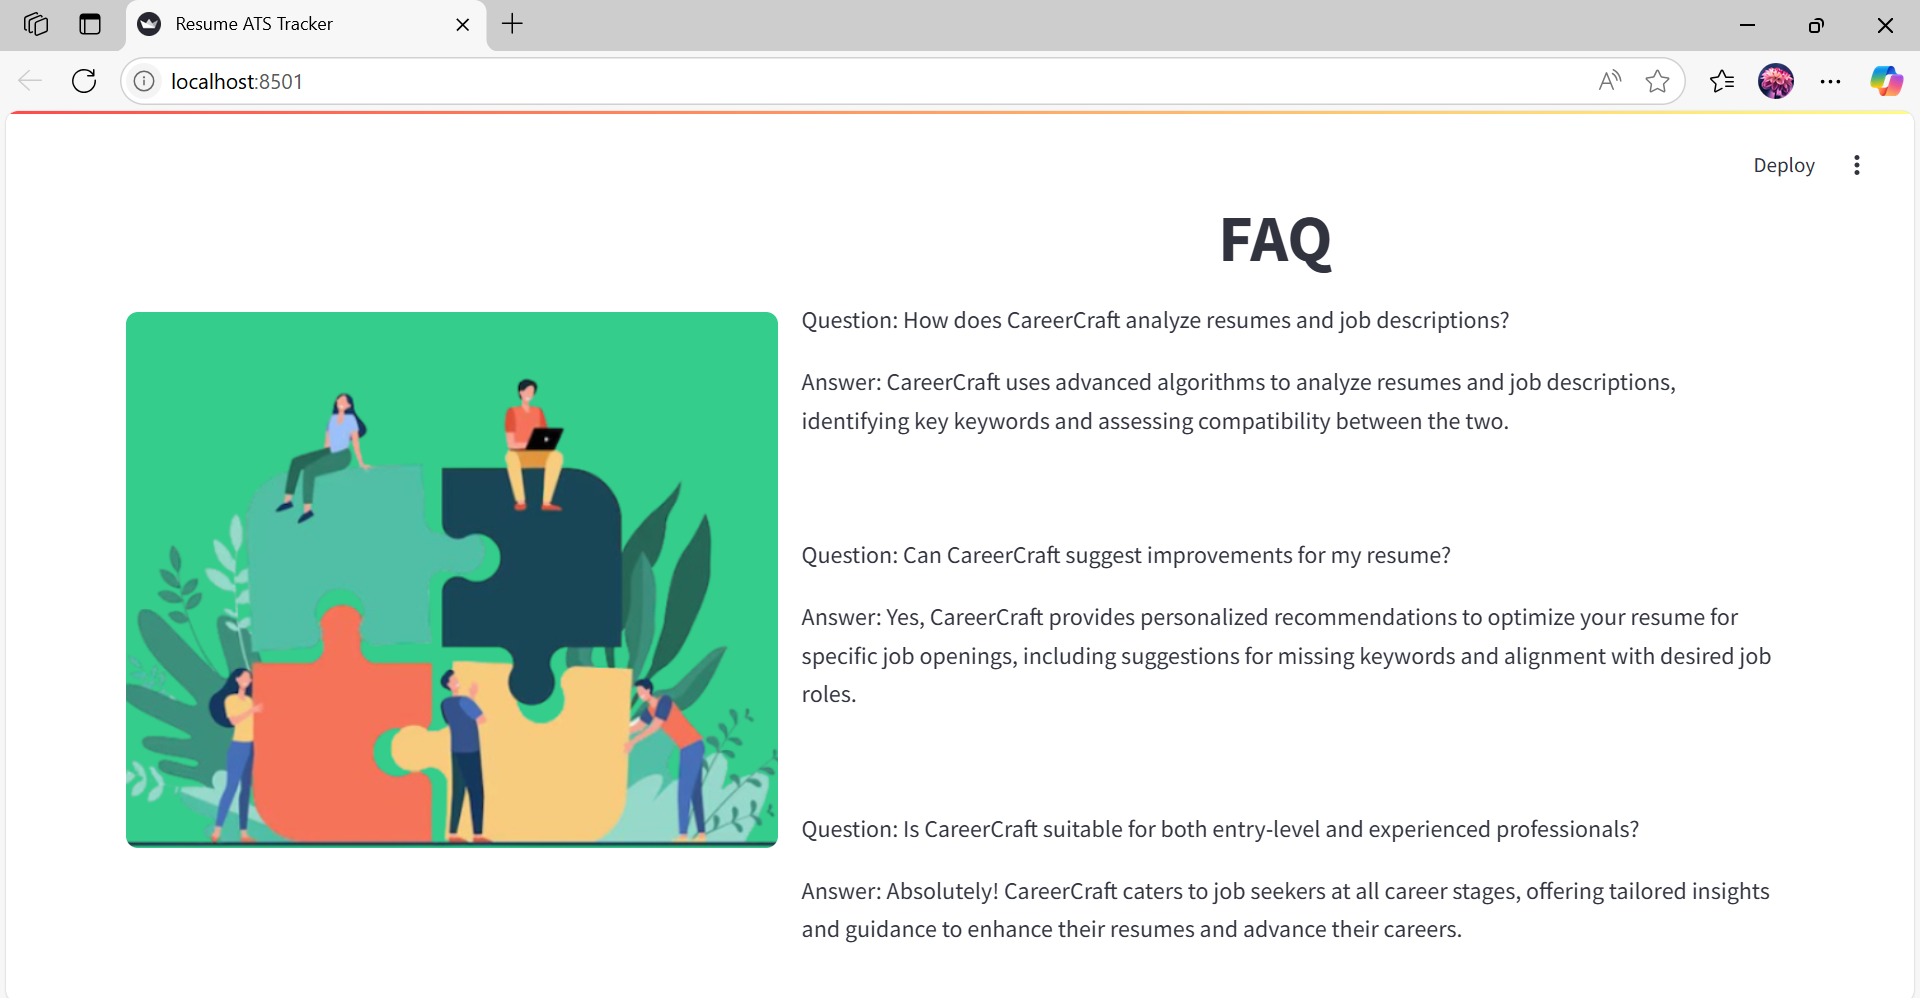 Resume ATS Tracker
localhost:8501
Deploy
FAQ
Question: How does CareerCraft analyze resumes and job descriptions?
Answer: CareerCraft uses advanced algorithms to analyze resumes and job descriptions,
identifying key keywords and assessing compatibility between the two.
Question: Can CareerCraft suggest improvements for my resume?
Answer: Yes, CareerCraft provides personalized recommendations to optimize your resume for
specific job openings, including suggestions for missing keywords and alignment with desired job
roles.
Question: Is CareerCraft suitable for both entry-level and experienced professionals?
Answer: Absolutely! CareerCraft caters to job seekers at all career stages, offering tailored insights
and guidance to enhance their resumes and advance their careers.